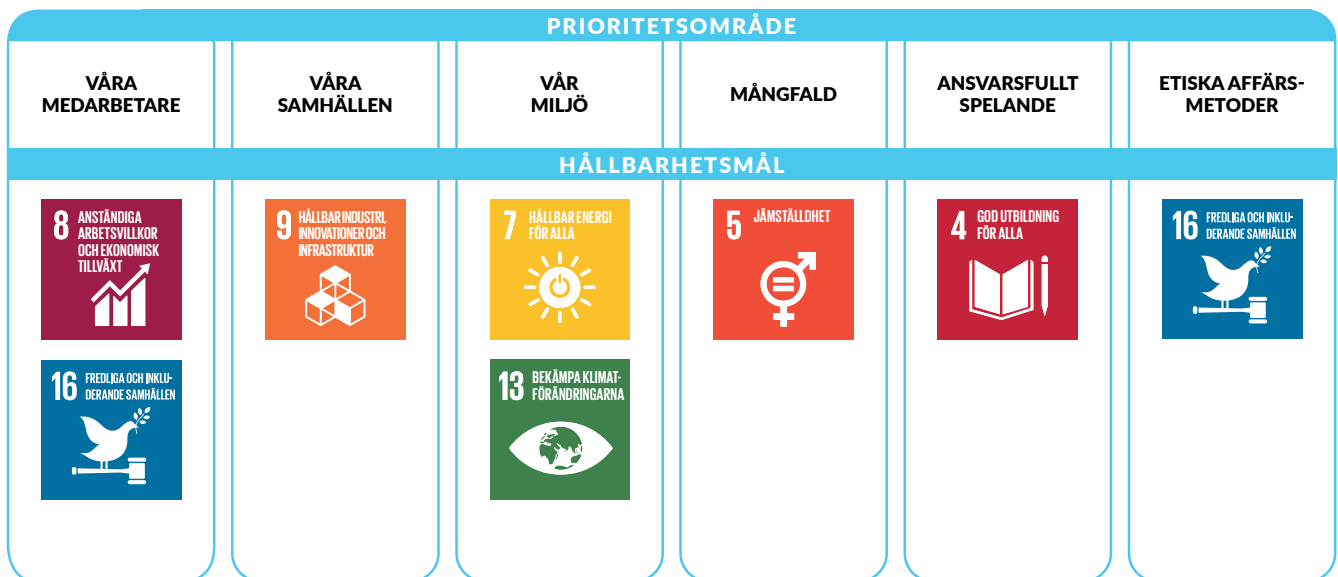 PRIORITETSOMRÅDE
VÅRA
MEDARBETARE
VÅRA
SAMHÄLLEN
VÅR
MILJÖ
MÅNGFALD
ANSVARSFULLT
SPELANDE
ETISKA AFFÄRS-
METODER
HÅLLBARHETSMÅL
8 ANSTÄNDIGA
ARBETSVILLKOR
OCH EKONOMISK
TILLVÄXT
16 FREDLIGA OCH INKLU-
DERANDE SAMHÄLLEN
9 HÅLLBAR INDUSTRI,
INNOVATIONER OCH
INFRASTRUKTUR
7 HÅLLBAR ENERGI
FÖR ALLA
13 BEKÄMPA KLIMAT-
FÖRÄNDRINGARNA
5 JÄMSTÄLLDHET
4 GOD UTBILDNING
FÖR ALLA
16 FREDLIGA OCH INKLU-
DERANDE SAMHÄLLEN